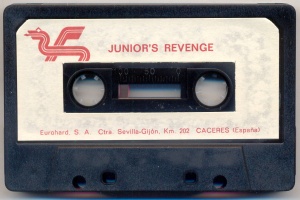 JUNIOR'S REVENGE
Eurohard, S. A. Ctra. Sevilla-Gijón, Km. 202 CACERES (España)